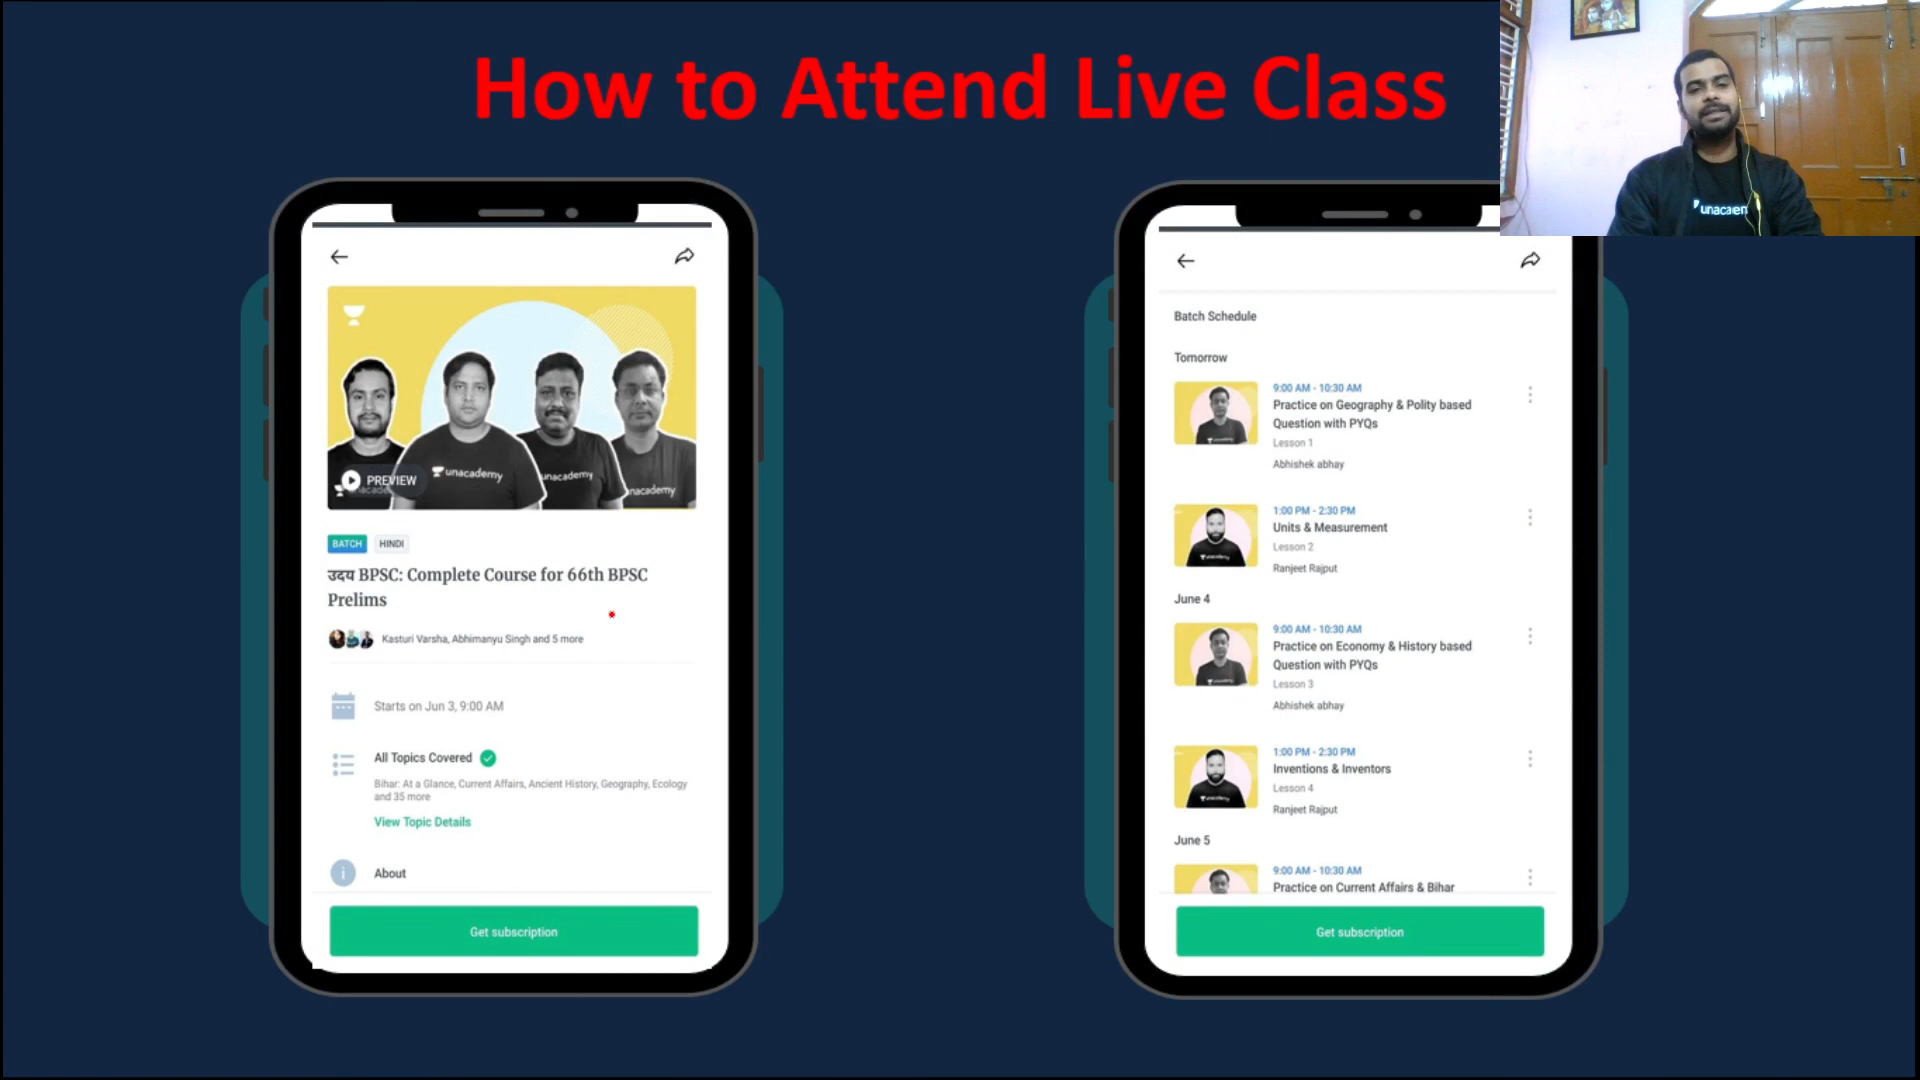 How to Attend Live Class
unacadem
unacademy
unacademy
unacademy
PREVIEW
BATCH HINDI
उदय BPSC: Complete Course for 66th BPSC
Prelims
Kasturi Varsha, Abhimanyu Singh and 5 more
Starts on Jun 3, 9:00 AM
All Topics Covered
Bihar: At a Glance, Current Affairs, Ancient History, Geography, Ecology
and 35 more
View Topic Details
About
Get subscription
Batch Schedule
Tomorrow
9:00 AM - 10:30 AM
Practice on Geography & Polity based
Question with PYQs
Lesson 1
Abhishek abhay
1:00 PM - 2:30 PM
Units & Measurement
Lesson 2
Ranjeet Rajput
June 4
9:00 AM - 10:30 AM
Practice on Economy & History based
Question with PYQs
Lesson 3
Abhishek abhay
1:00 PM - 2:30 PM
Inventions & Inventors
Lesson 4
Ranjeet Rajput
June 5
9:00 AM - 10:30 AM
Practice on Current Affairs & Bihar
Get subscription